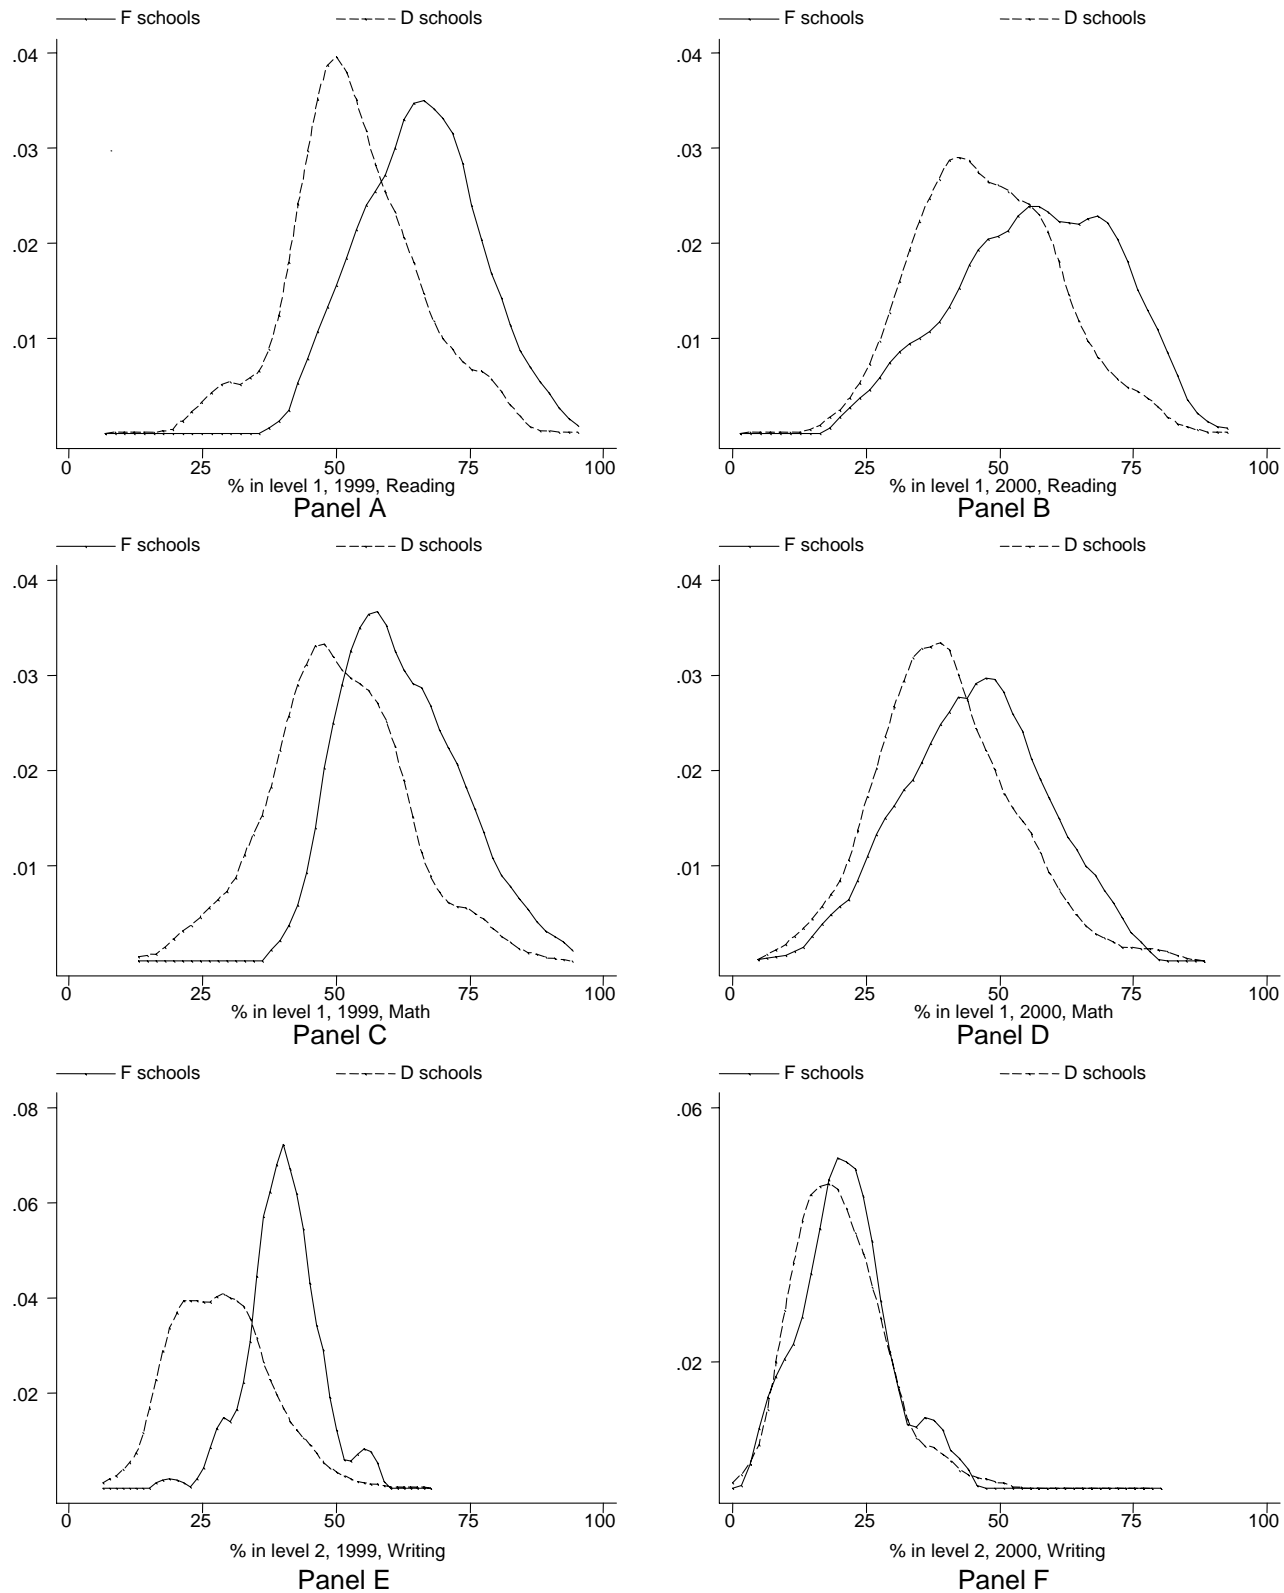 F schools D schools F schools D schools
.04 .04
.03 .03
.02 .02
.01 .01
0 25 50 75 100 0 25 50 75 100
% in level 1, 1999, Reading % in level 1, 2000, Reading
Panel A Panel B
F schools D schools F schools D schools
.04 .04
.03 .03
.02 .02
.01 .01
0 25 50 75 100 0 25 50 75 100
% in level 1, 1999, Math % in level 1, 2000, Math
Panel C Panel D
F schools D schools F schools D schools
.08 .06
.06
.04
.02 .02
0 25 50 75 100 0 25 50 75 100
% in level 2, 1999, Writing % in level 2, 2000, Writing
Panel E Panel F